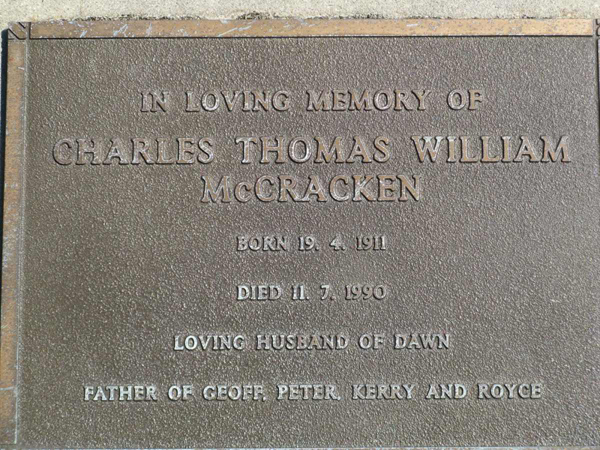 IN LOVING MEMORY OF
CHARLES THOMAS WILLIAM
McCRACKEN
BORN 19. 4. 1911
DIED 11. 7. 1990
LOVING HUSBAND OF DAWN
FATHER OF GEOFF, PETER, KERRY AND ROYCE